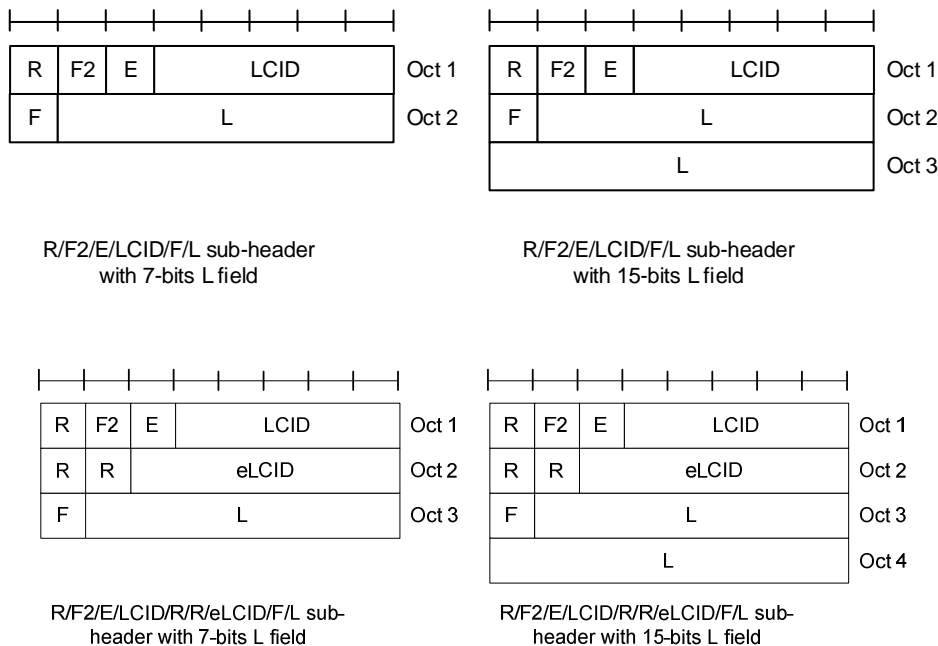 R F2 E LCID Oct 1
F L Oct 2
R/F2/E/LCID/F/L sub-header
with 7-bits L field
R F2 E LCID Oct 1
F L Oct 2
L Oct 3
R/F2/E/LCID/F/L sub-header
with 15-bits L field
R F2 E LCID Oct 1
R R eLCID Oct 2
F L Oct 3
R/F2/E/LCID/R/R/eLCID/F/L sub-
header with 7-bits L field
R F2 E LCID Oct 1
R R eLCID Oct 2
F L Oct 3
L Oct 4
R/F2/E/LCID/R/R/eLCID/F/L sub-
header with 15-bits L field